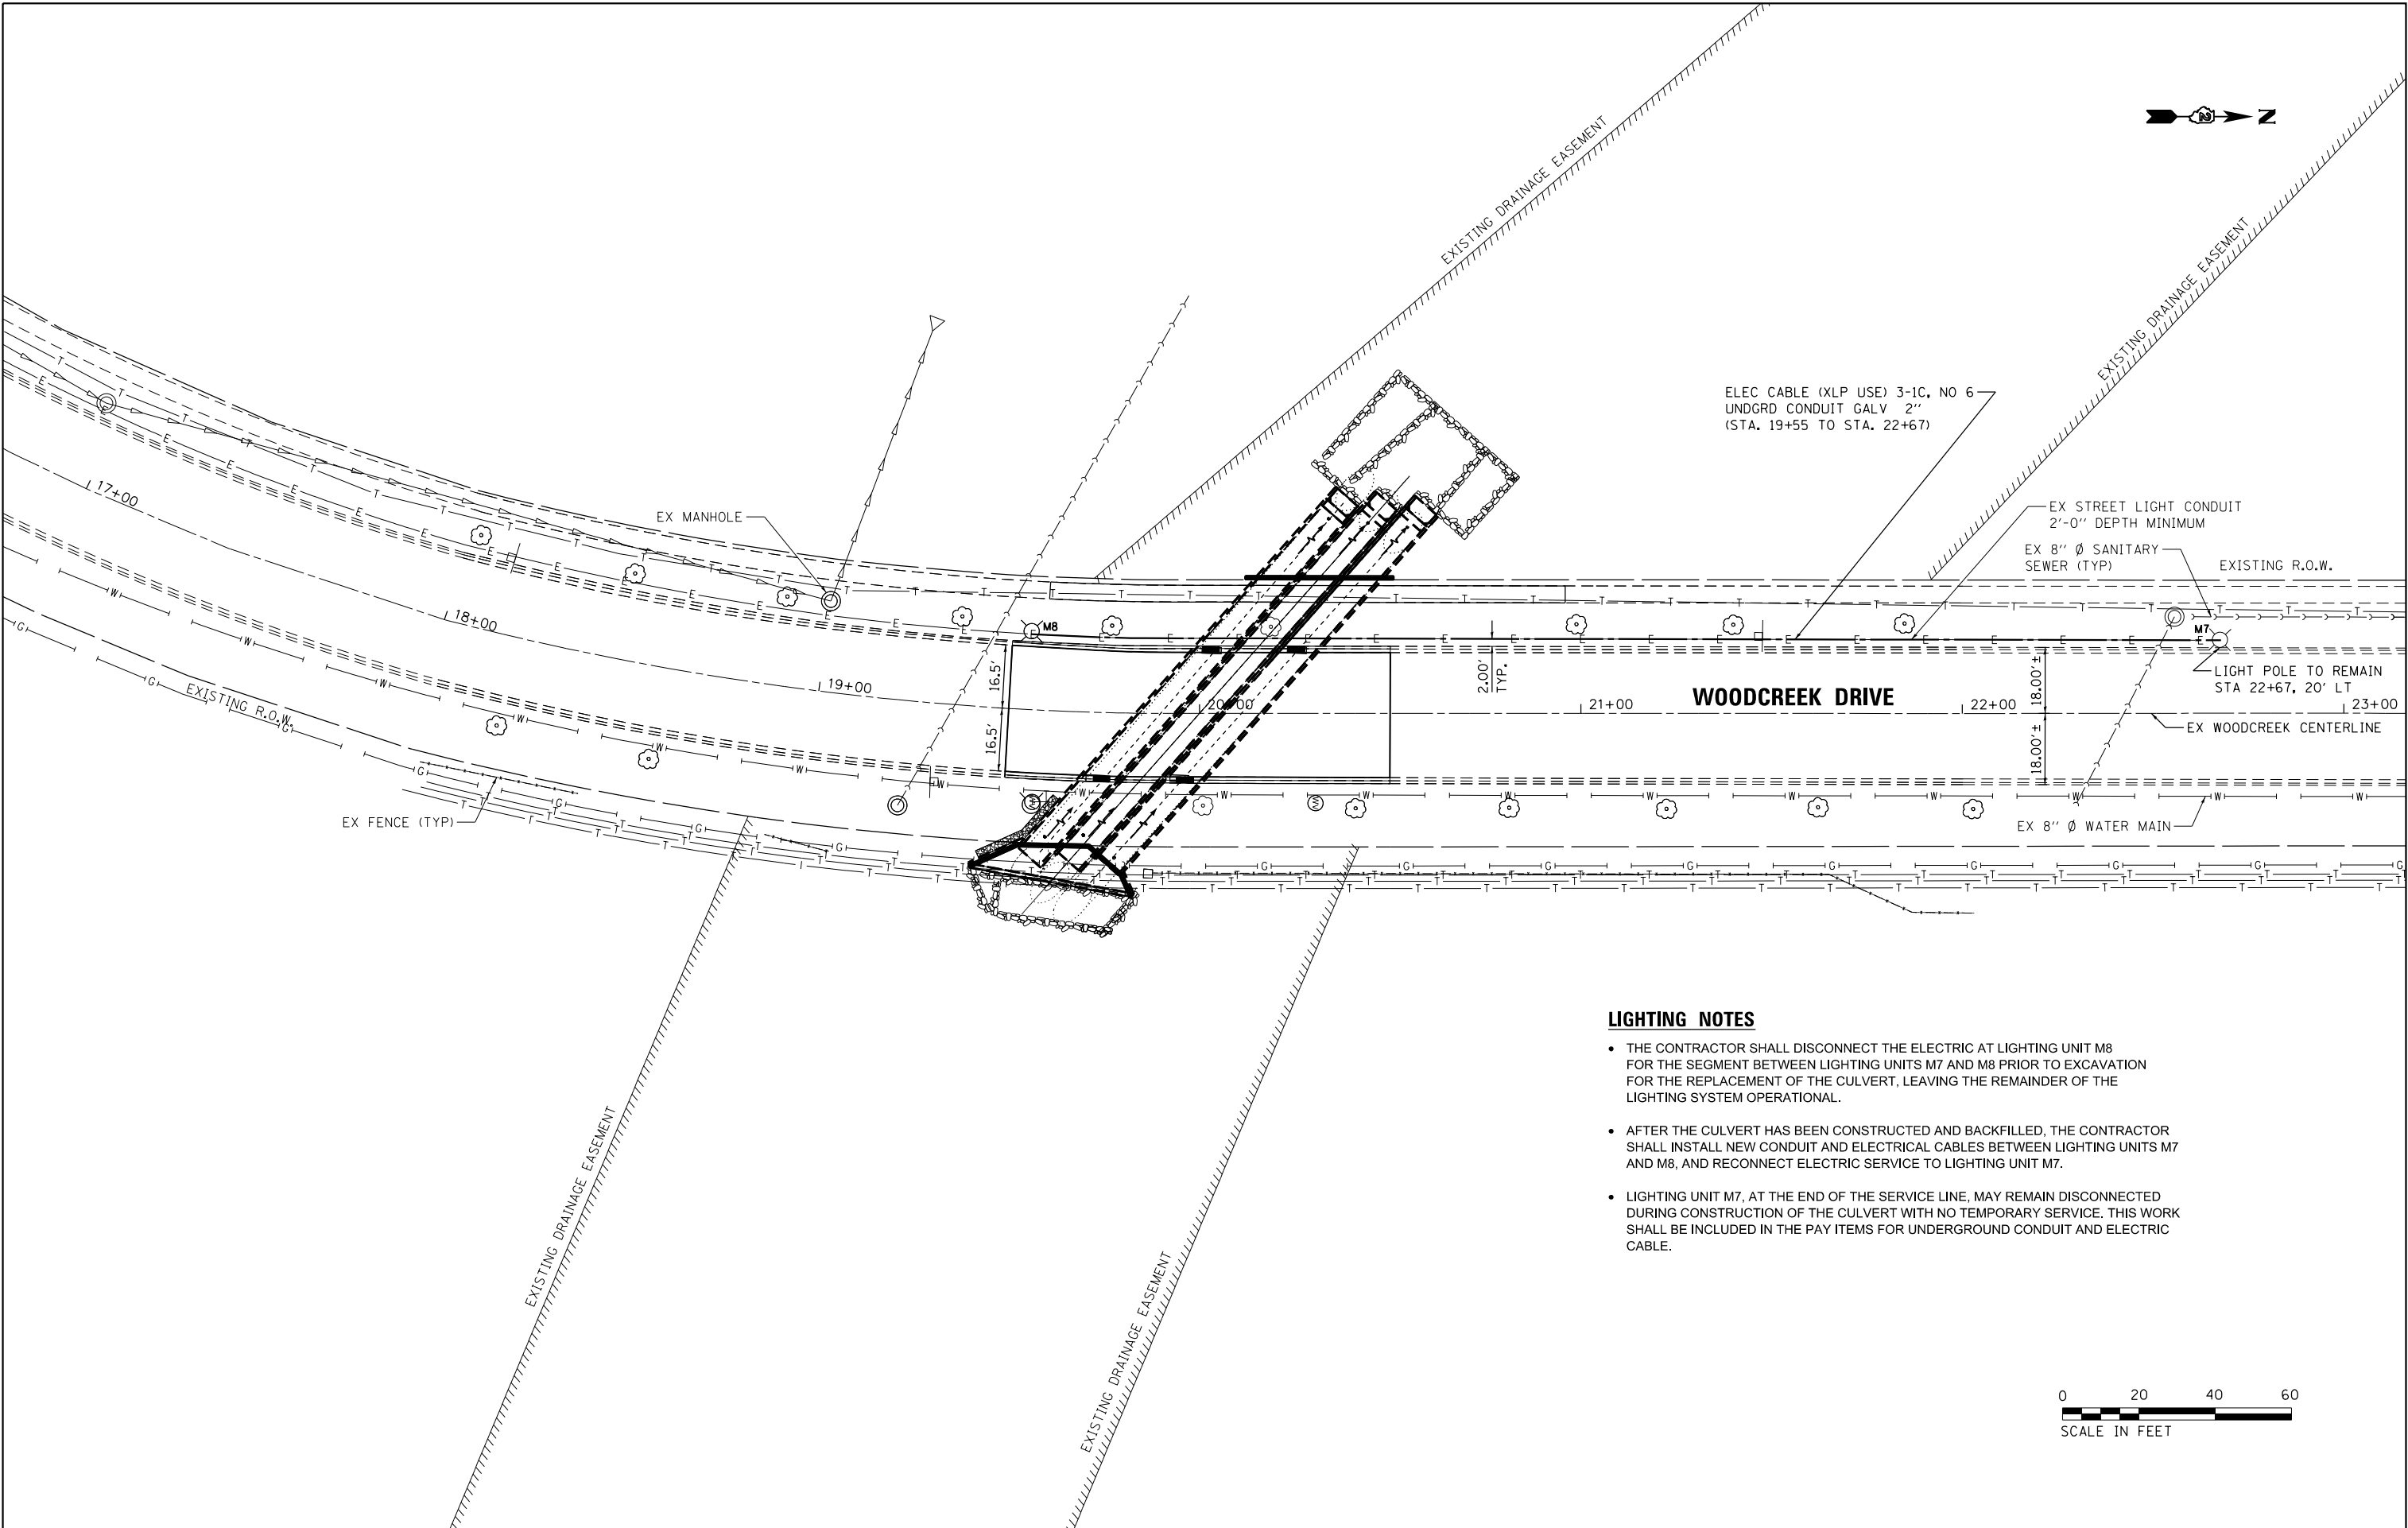 N
EXISTING DRAINAGE EASEMENT
EXISTING DRAINAGE EASEMENT
ELEC CABLE (XLP USE) 3-1C, NO 6
UNDGRD CONDUIT GALV 2"
(STA. 19+55 TO STA. 22+67)
17+00
EX MANHOLE
EX STREET LIGHT CONDUIT
2'-0" DEPTH MINIMUM
EX 8" Ø SANITARY
SEWER (TYP)
EXISTING R.O.W.
18+00
M8
M7
LIGHT POLE TO REMAIN
STA 22+67, 20' LT
16.5'
16.5'
19+00
20+00
2.00'
TYP.
21+00
WOODCREEK DRIVE
22+00
18.00'±
18.00'±
23+00
EX WOODCREEK CENTERLINE
EXISTING R.O.W.
EX FENCE (TYP)
EX 8" Ø WATER MAIN
EXISTING DRAINAGE EASEMENT
EXISTING DRAINAGE EASEMENT
LIGHTING NOTES
• THE CONTRACTOR SHALL DISCONNECT THE ELECTRIC AT LIGHTING UNIT M8
FOR THE SEGMENT BETWEEN LIGHTING UNITS M7 AND M8 PRIOR TO EXCAVATION
FOR THE REPLACEMENT OF THE CULVERT, LEAVING THE REMAINDER OF THE
LIGHTING SYSTEM OPERATIONAL.
• AFTER THE CULVERT HAS BEEN CONSTRUCTED AND BACKFILLED, THE CONTRACTOR
SHALL INSTALL NEW CONDUIT AND ELECTRICAL CABLES BETWEEN LIGHTING UNITS M7
AND M8, AND RECONNECT ELECTRIC SERVICE TO LIGHTING UNIT M7.
• LIGHTING UNIT M7, AT THE END OF THE SERVICE LINE, MAY REMAIN DISCONNECTED
DURING CONSTRUCTION OF THE CULVERT WITH NO TEMPORARY SERVICE. THIS WORK
SHALL BE INCLUDED IN THE PAY ITEMS FOR UNDERGROUND CONDUIT AND ELECTRIC
CABLE.
0 20 40 60
SCALE IN FEET